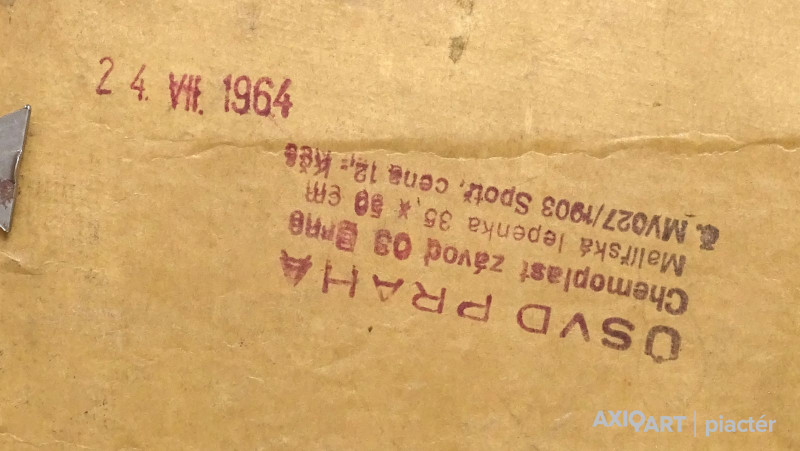 24. VII. 1964
ÚSVD PRAHA
Chemoplast závod 03 Brno
Malířská lepenka 35, x 50 cm
č. MV027/1903 Spotř. cena 12,- Kčs
AXIOART | piactér